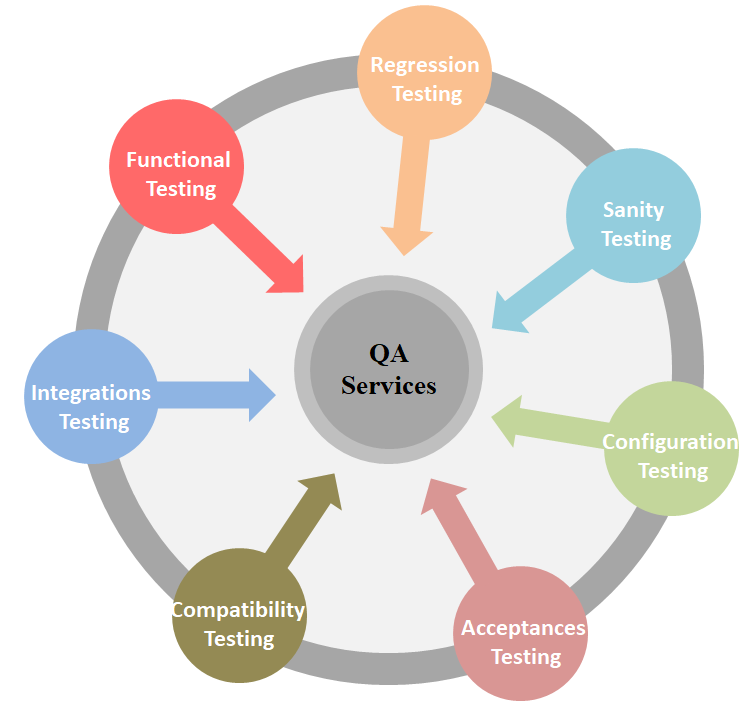 Regression
Testing
Functional
Testing
Sanity
Testing
QA
Services
Integrations
Testing
Configuration
Testing
Compatibility
Testing
Acceptances
Testing